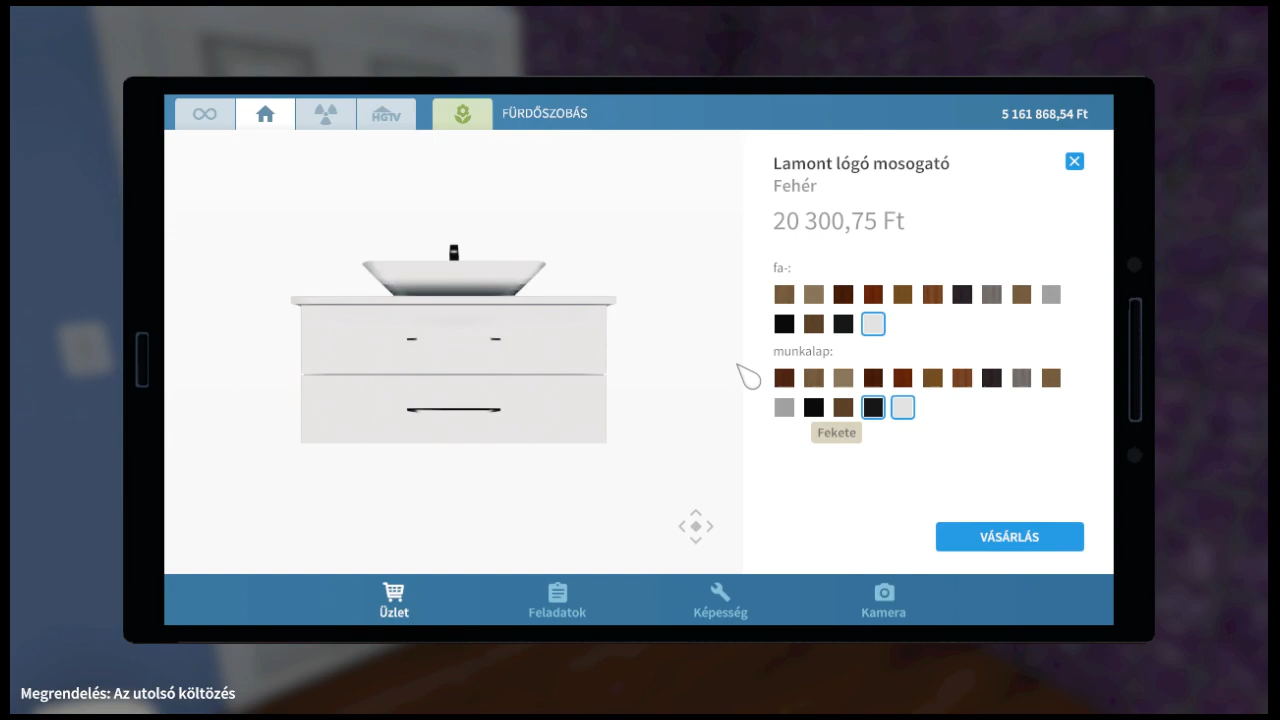 HGTV
FÜRDŐSZOBÁS
5 161 868,54 Ft
Lamont lógó mosogató
Fehér
20 300,75 Ft
fa-:
munkalap:
Fekete
VÁSÁRLÁS
Üzlet
Feladatok
Képesség
Kamera
Megrendelés: Az utolsó költözés